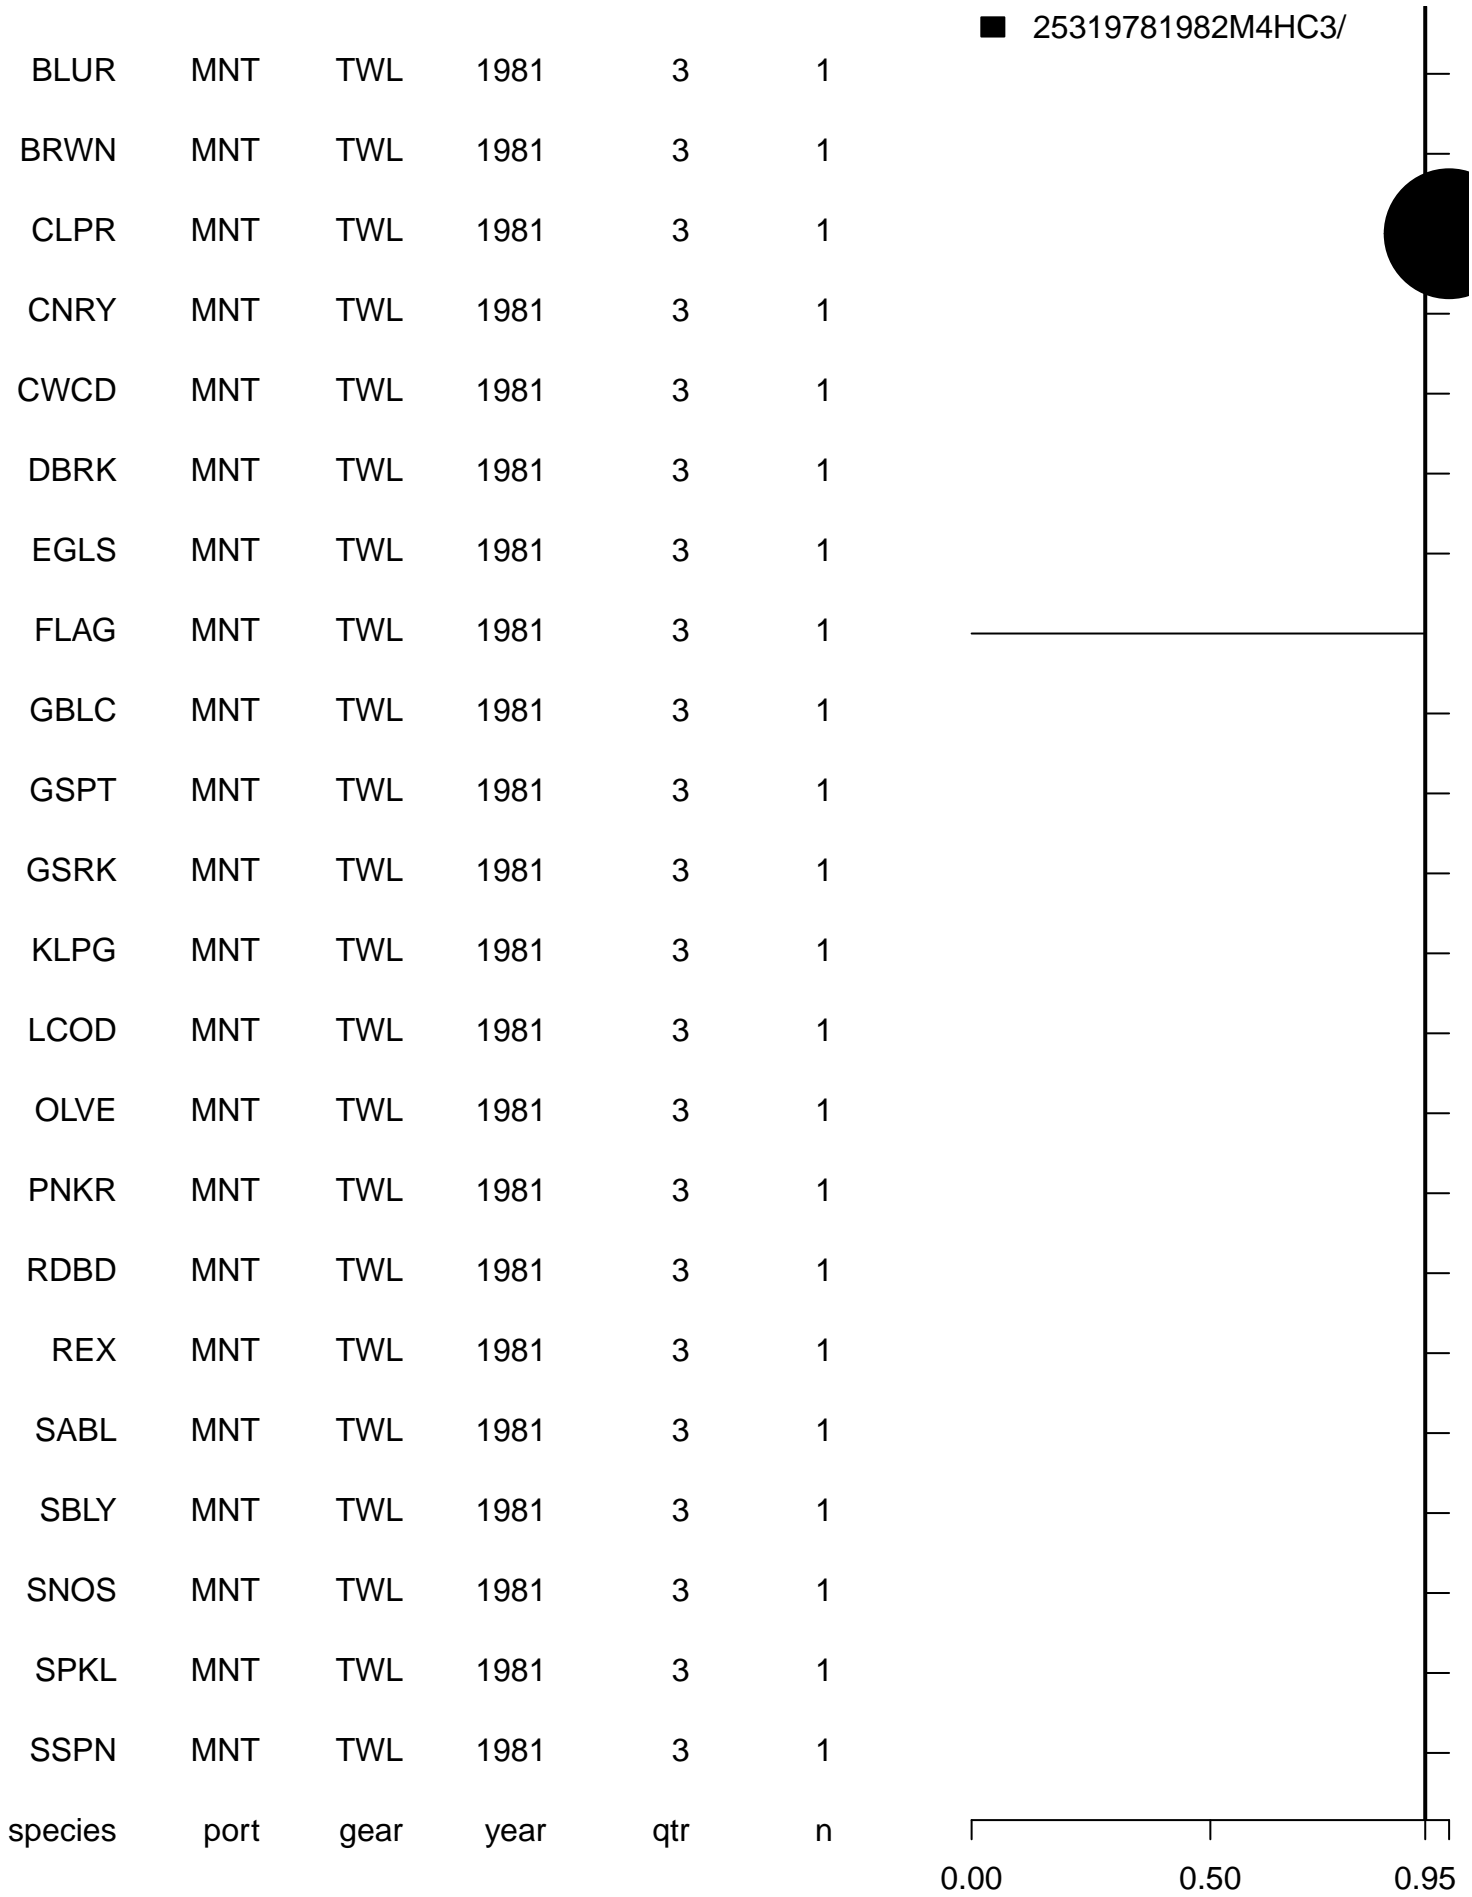 25319781982M4HC3/
BLUR MNT TWL 1981 3 1
BRWN MNT TWL 1981 3 1
CLPR MNT TWL 1981 3 1
CNRY MNT TWL 1981 3 1
CWCD MNT TWL 1981 3 1
DBRK MNT TWL 1981 3 1
EGLS MNT TWL 1981 3 1
FLAG MNT TWL 1981 3 1
GBLC MNT TWL 1981 3 1
GSPT MNT TWL 1981 3 1
GSRK MNT TWL 1981 3 1
KLPG MNT TWL 1981 3 1
LCOD MNT TWL 1981 3 1
OLVE MNT TWL 1981 3 1
PNKR MNT TWL 1981 3 1
RDBD MNT TWL 1981 3 1
REX MNT TWL 1981 3 1
SABL MNT TWL 1981 3 1
SBLY MNT TWL 1981 3 1
SNOS MNT TWL 1981 3 1
SPKL MNT TWL 1981 3 1
SSPN MNT TWL 1981 3 1
species port gear year qtr n
0.00 0.50 0.95